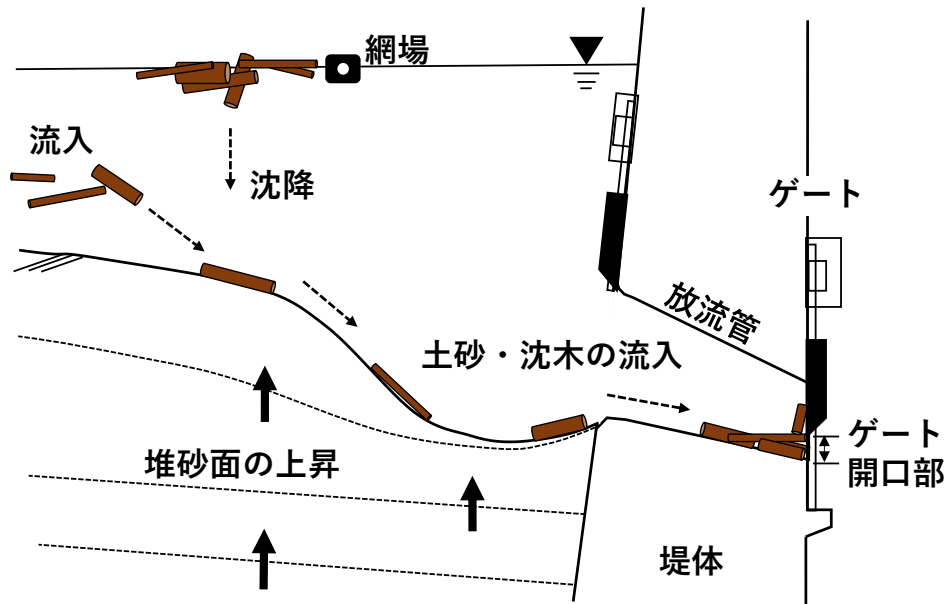 網場
流入
沈降
ゲート
放流管
土砂・沈木の流入
ゲート
開口部
堆砂面の上昇
堤体